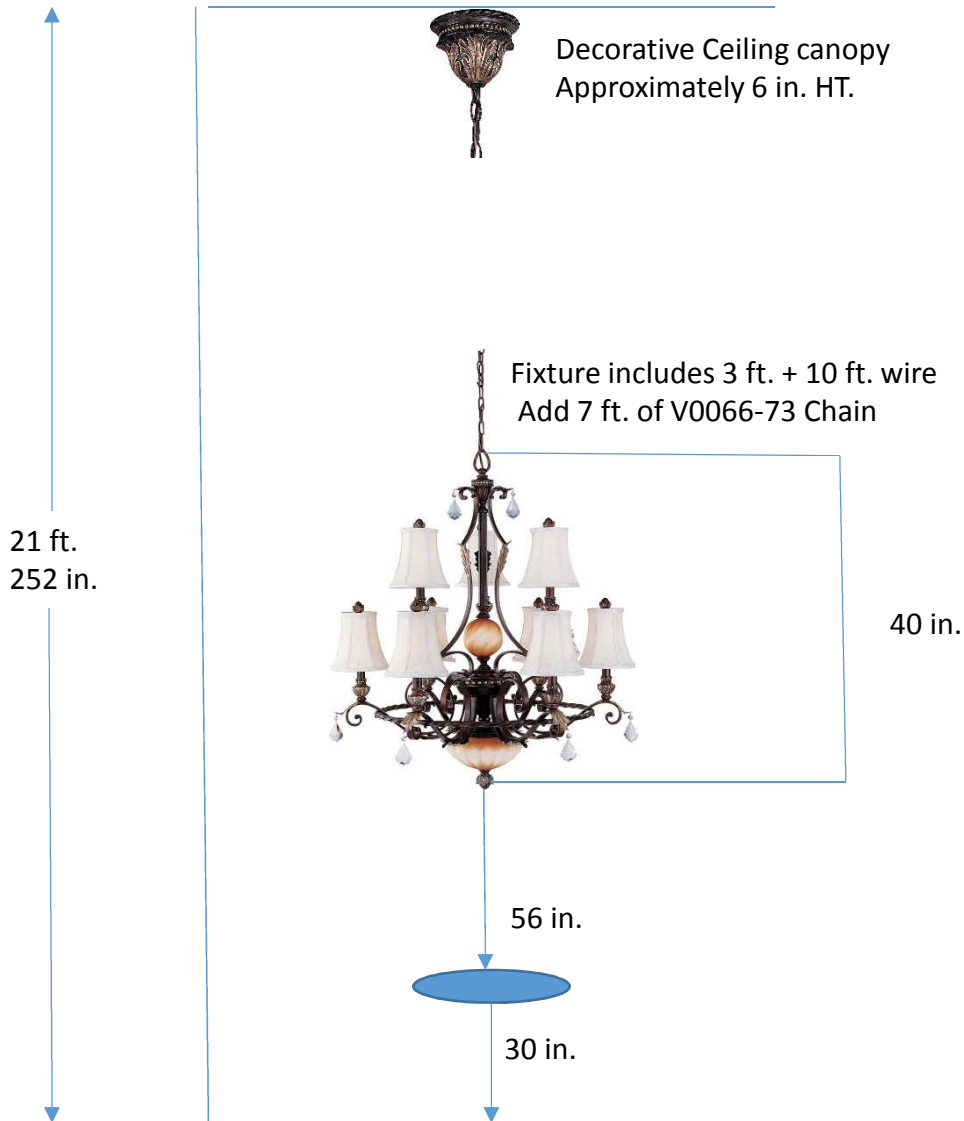 Decorative Ceiling canopy
Approximately 6 in. HT.
Fixture includes 3 ft. + 10 ft. wire
Add 7 ft. of V0066-73 Chain
21 ft.
252 in.
40 in.
56 in.
30 in.